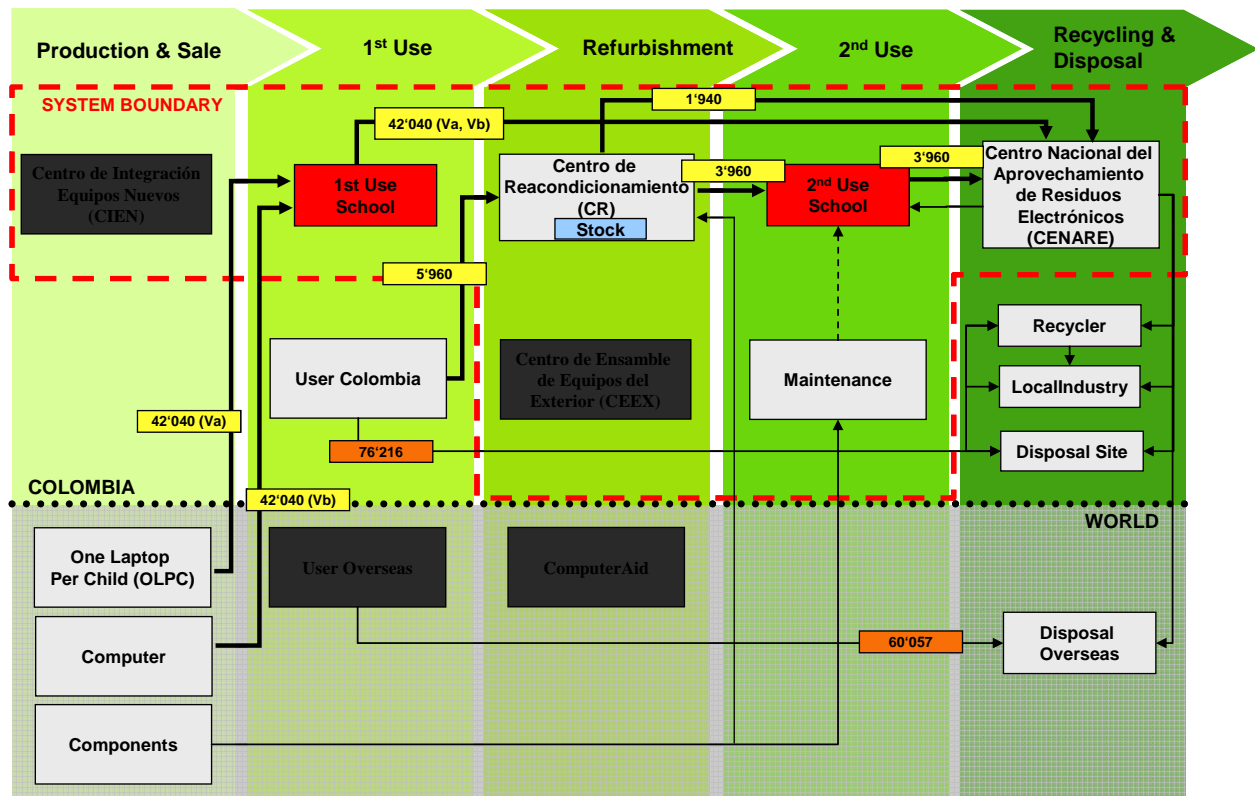 Production & Sale
1st Use
Refurbishment
2nd Use
Recycling &
Disposal
SYSTEM BOUNDARY
1‘940
42‘040 (Va, Vb)
Centro de Integración
Equipos Nuevos
(CIEN)
1st Use
School
Centro de
Reacondicionamiento
(CR)
Stock
3‘960
2nd Use
School
3‘960
Centro Nacional del
Aprovechamiento
de Residuos
Electrónicos
(CENARE)
5‘960
User Colombia
Centro de Ensamble
de Equipos del
Exterior (CEEX)
Maintenance
Recycler
LocalIndustry
Disposal Site
42‘040 (Va)
76‘216
COLOMBIA
42‘040 (Vb)
WORLD
One Laptop
Per Child (OLPC)
User Overseas
ComputerAid
Computer
60‘057
Disposal
Overseas
Components